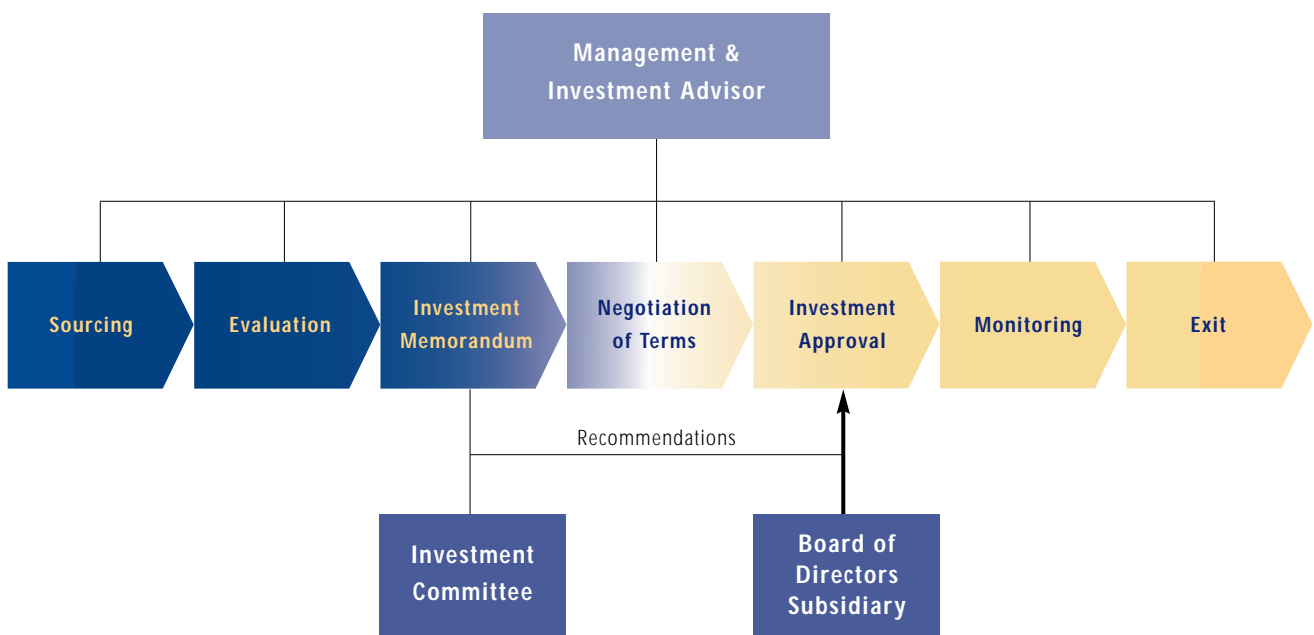 Management &
Investment Advisor
Sourcing
Evaluation
Investment
Memorandum
Negotiation
of Terms
Investment
Approval
Monitoring
Exit
Recommendations
Investment
Committee
Board of
Directors
Subsidiary